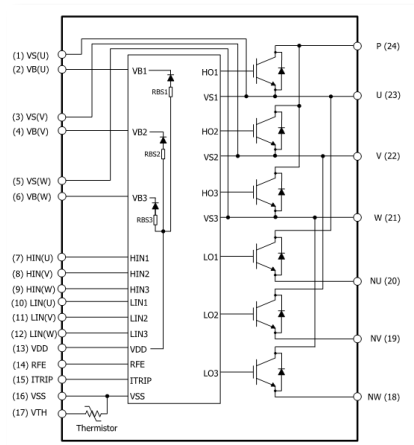 (1) VS(U)
(2) VB(U)
(3) VS(V)
(4) VB(V)
(5) VS(W)
(6) VB(W)
(7) HIN(U)
(8) HIN(V)
(9) HIN(W)
(10) LIN(U)
(11) LIN(V)
(12) LIN(W)
(13) VDD
(14) RFE
(15) ITRIP
(16) VSS
(17) VTH
Thermistor
VB1
RBS1
VB2
RBS2
VB3
RBS3
HIN1
HIN2
HIN3
LIN1
LIN2
LIN3
VDD
RFE
ITRIP
VSS
HO1
VS1
HO2
VS2
HO3
VS3
LO1
LO2
LO3
P (24)
U (23)
V (22)
W (21)
NU (20)
NV (19)
NW (18)